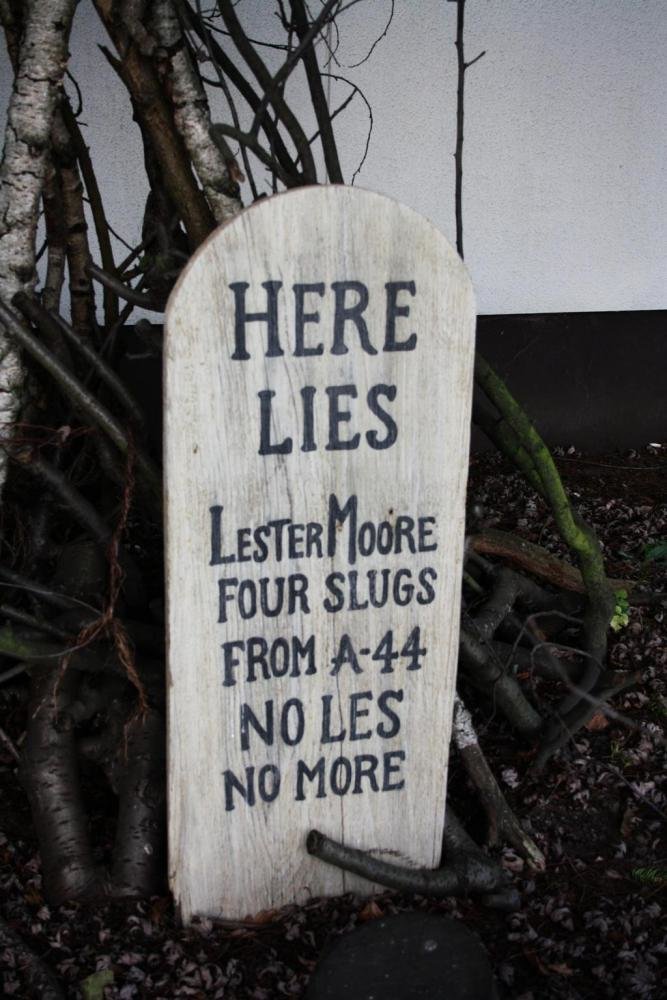 HERE
LIES
LESTER MOORE
FOUR SLUGS
FROM A-44
NO LES
NO MORE